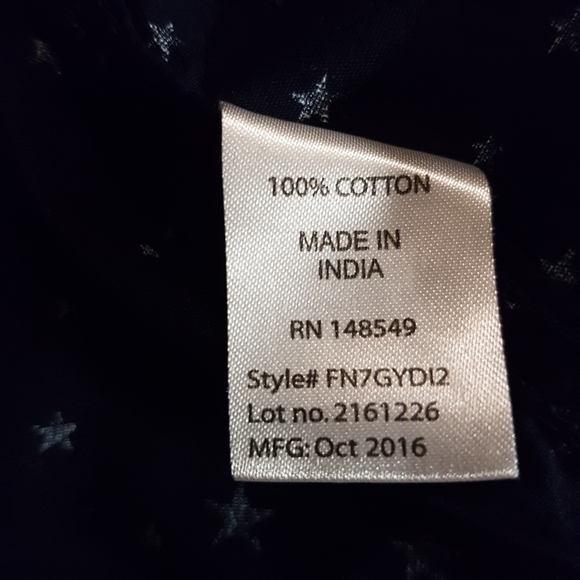 100% COTTON
MADE IN
INDIA
RN 148549
Style# FN7GYDI2
Lot no. 2161226
MFG: Oct 2016